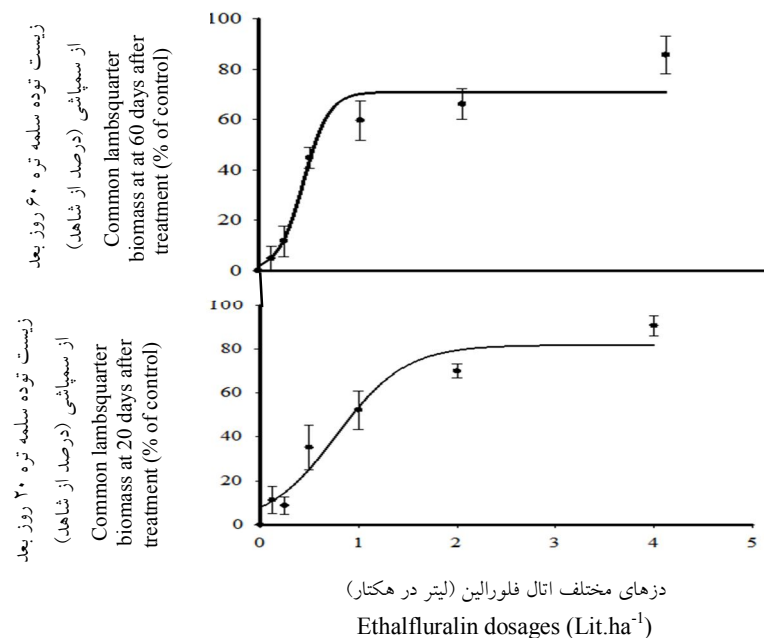 زیست توده سلمه تره ۶۰ روز بعد
از سمپاشی (درصد از شاهد)
Common lambsquarter
biomass at at 60 days after
treatment (% of control)
100
80
60
40
20
0
زیست توده سلمه تره ۲۰ روز بعد
از سمپاشی (درصد از شاهد)
Common lambsquarter
biomass at 20 days after
treatment (% of control)
100
80
60
40
20
0
0 1 2 3 4 5
دزهای مختلف اتال فلورالین (لیتر در هکتار)
Ethalfluralin dosages (Lit.ha⁻¹)